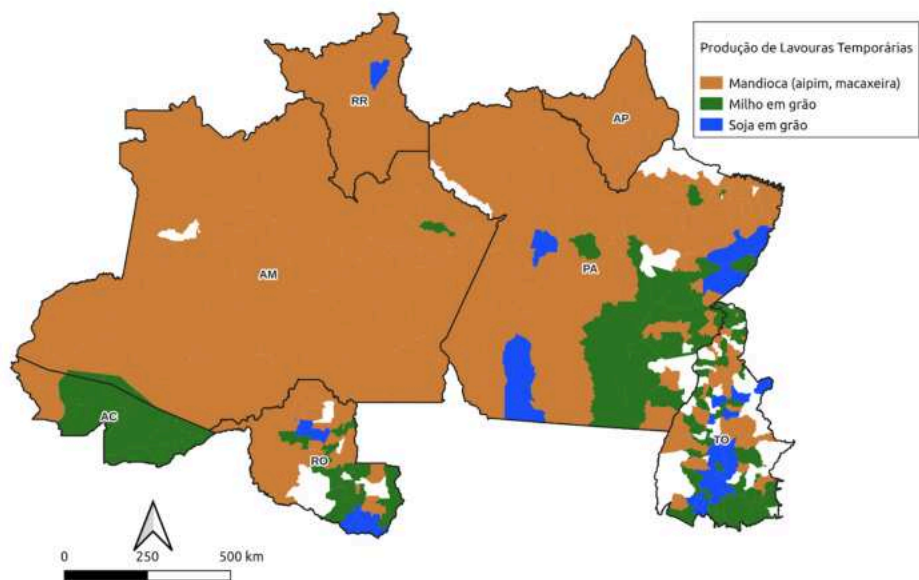 Produção de Lavouras Temporárias
Mandioca (aipim, macaxeira)
Milho em grão
Soja em grão
RR
AP
AM
PA
AC
RO
TO
0 250 500 km